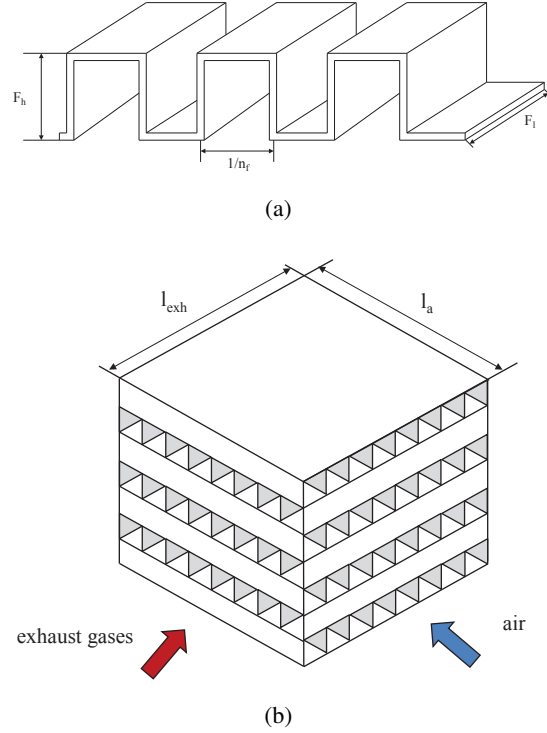 F_h
1/n_f
F_l
(a)
l_exh
l_a
exhaust gases
air
(b)